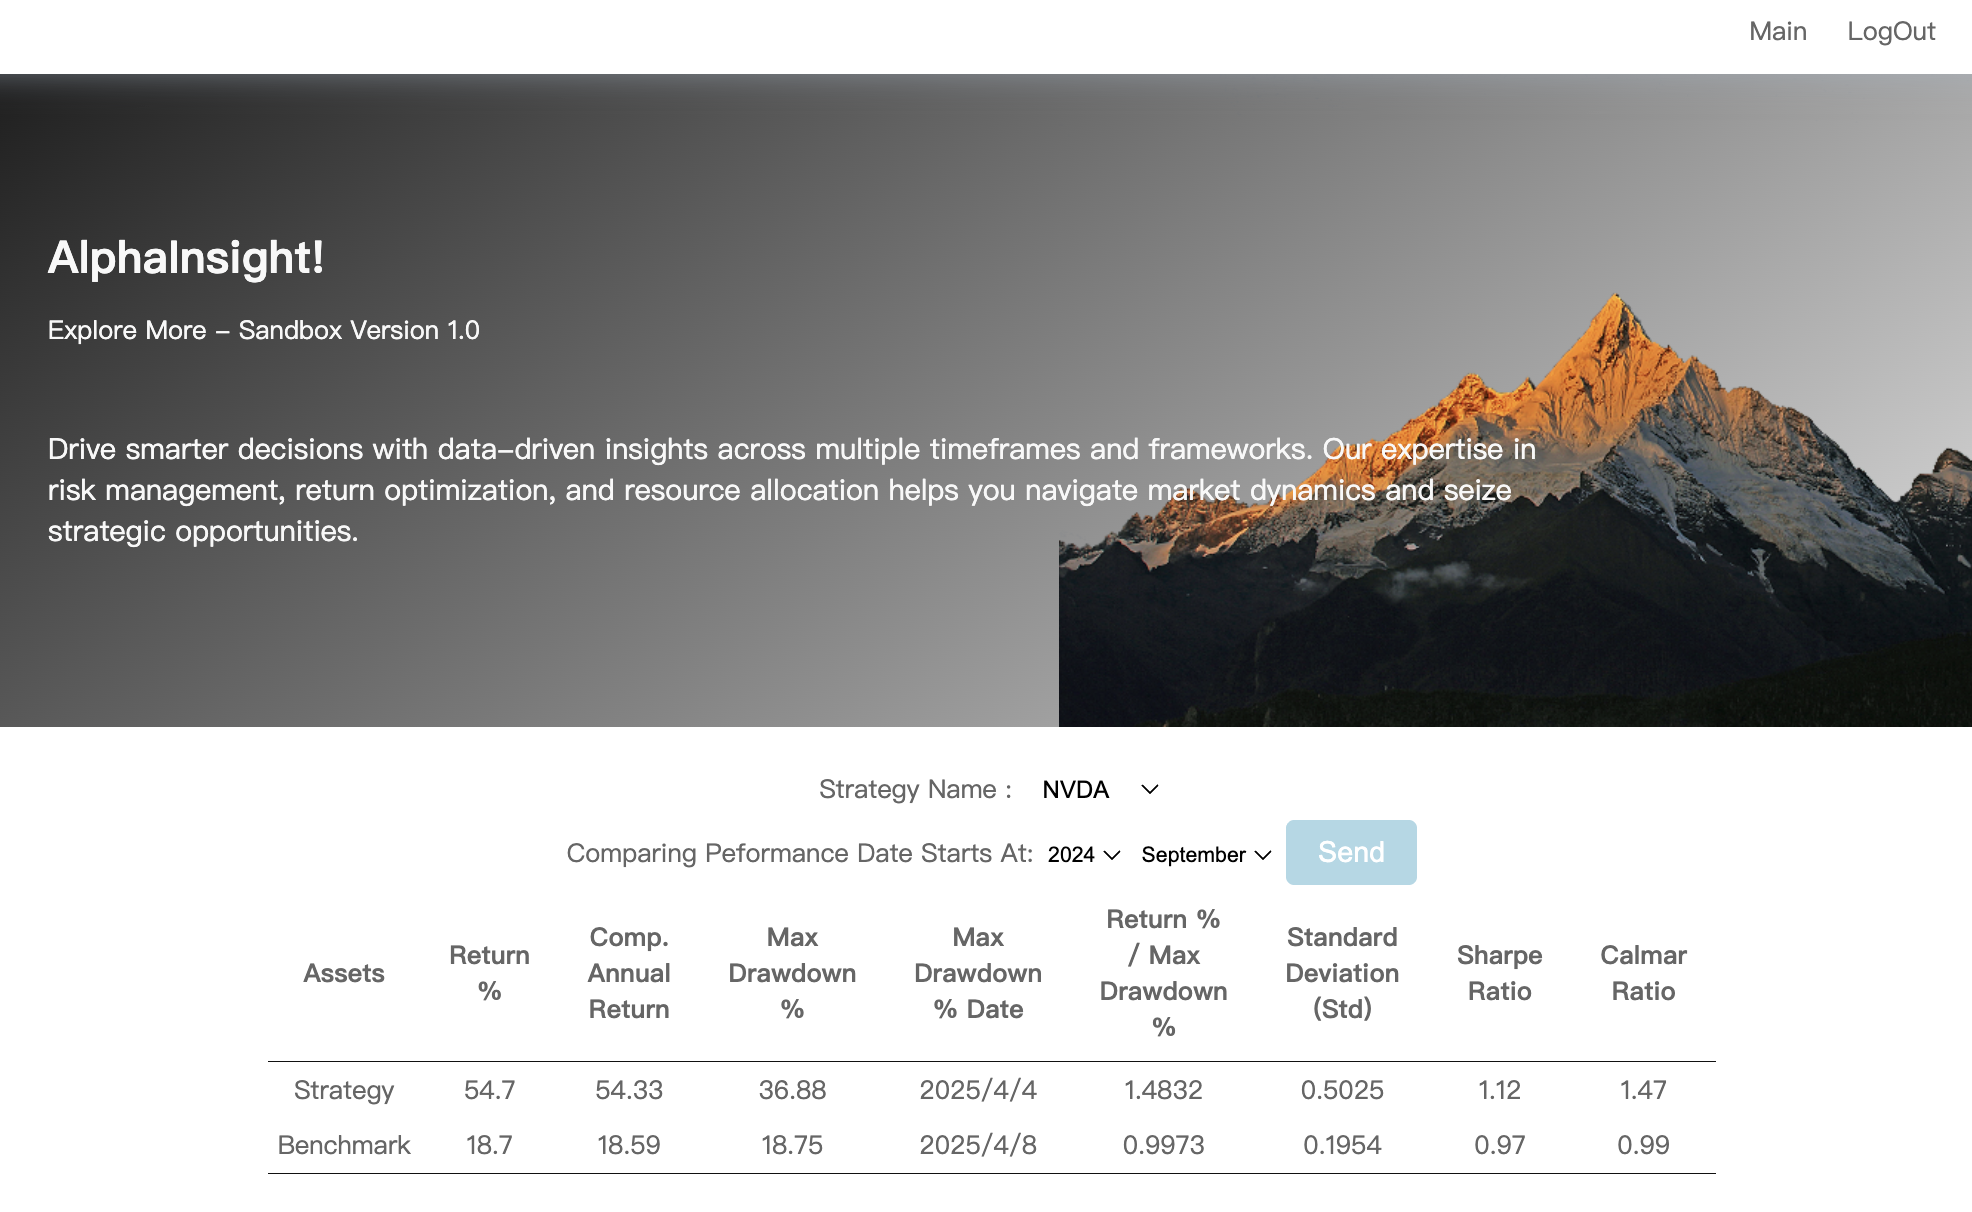 Main LogOut
AlphaInsight!
Explore More – Sandbox Version 1.0
Drive smarter decisions with data-driven insights across multiple timeframes and frameworks. Our expertise in
risk management, return optimization, and resource allocation helps you navigate market dynamics and seize
strategic opportunities.
Strategy Name : NVDA
Comparing Peformance Date Starts At: 2024 September Send
Assets Return % Comp. Annual Return Max Drawdown % Max Drawdown % Date Return % / Max Drawdown % Standard Deviation (Std) Sharpe Ratio Calmar Ratio
Strategy 54.7 54.33 36.88 2025/4/4 1.4832 0.5025 1.12 1.47
Benchmark 18.7 18.59 18.75 2025/4/8 0.9973 0.1954 0.97 0.99